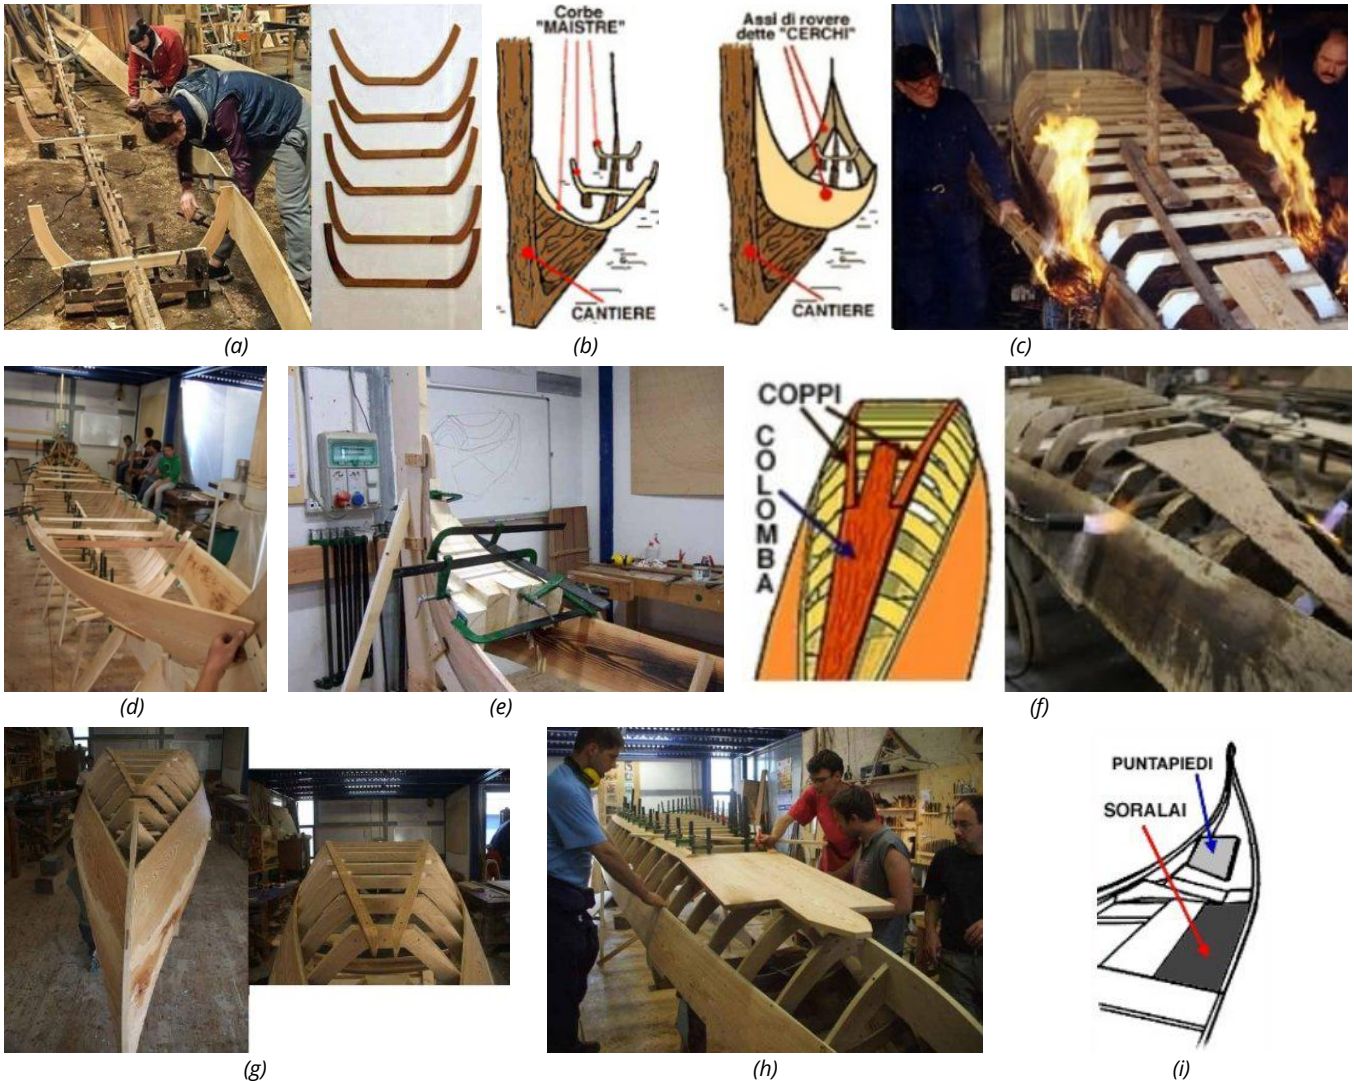 Corbe
"MAISTRE"
CANTIERE
Assi di rovere
dette "CERCHI"
CANTIERE
(a)
(b)
(c)
COPPI
COLOMBA
(d)
(e)
(f)
PUNTAPIEDI
SORALAI
(g)
(h)
(i)